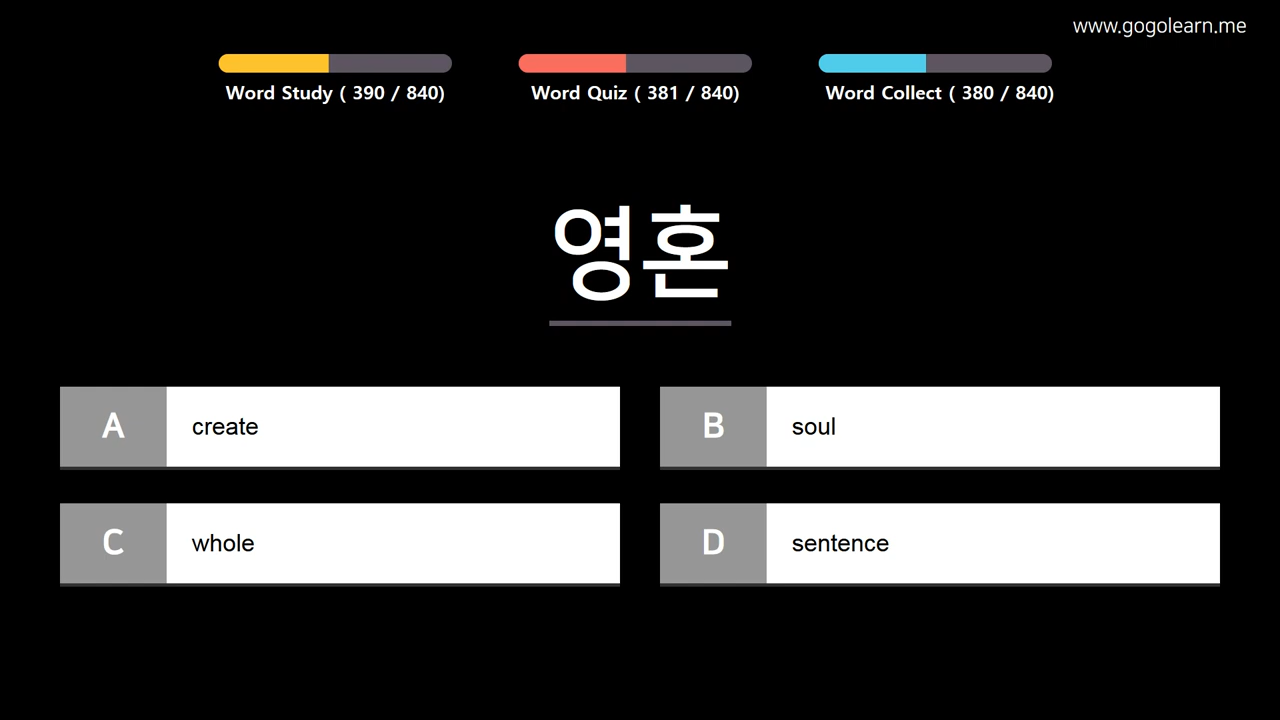 www.gogolearn.me
Word Study ( 390 / 840)
Word Quiz ( 381 / 840)
Word Collect ( 380 / 840)
영혼
A create
B soul
C whole
D sentence